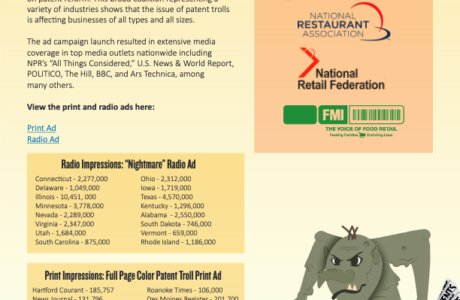 on patent reform. This broad coalition representing a
variety of industries shows that the issue of patent trolls
is affecting businesses of all types and all sizes.
The ad campaign launch resulted in extensive media
coverage in top media outlets nationwide including
NPR's "All Things Considered," U.S. News & World Report,
POLITICO, The Hill, BBC, and Ars Technica, among
many others.
View the print and radio ads here:
Print Ad
Radio Ad
NATIONAL
RESTAURANT
ASSOCIATION
National
Retail Federation
FMI
THE VOICE OF FOOD RETAIL
Feeding Families Enriching Lives
Radio Impressions: "Nightmare" Radio Ad
Connecticut - 2,277,000
Delaware - 1,049,000
Illinois - 10,451,000
Minnesota - 3,778,000
Nevada - 2,289,000
Virginia - 2,347,000
Utah - 1,684,000
South Carolina - 875,000
Ohio - 2,312,000
Iowa - 1,719,000
Texas - 4,570,000
Kentucky - 1,296,000
Alabama - 2,550,000
South Dakota - 746,000
Vermont - 659,000
Rhode Island - 1,186,000
Print Impressions: Full Page Color Patent Troll Print Ad
Hartford Courant - 185,757
News Journal - 131,796
Roanoke Times - 106,000
Des Moines Register - 201,700